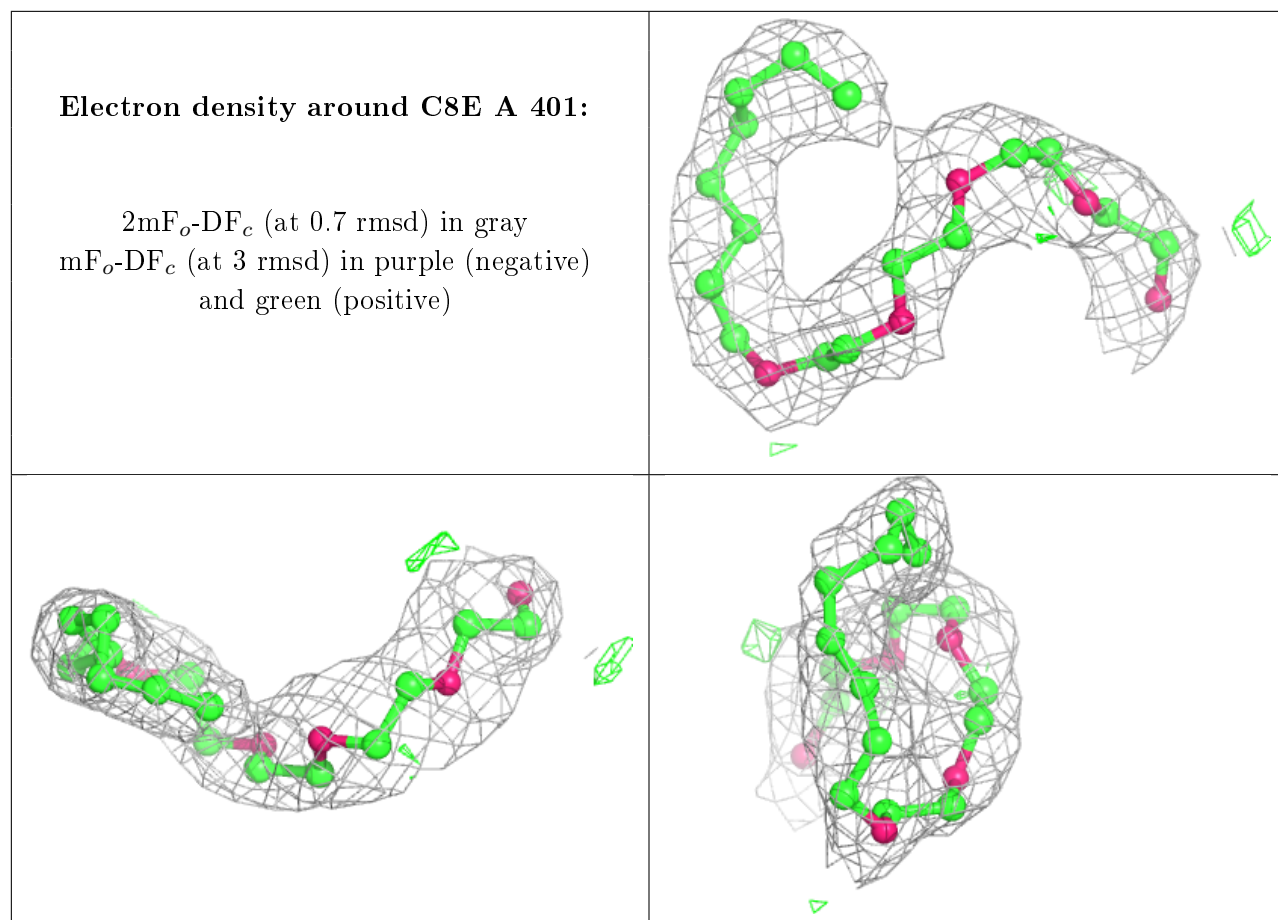 Electron density around C8E A 401:
2mFₒ-DF𝒸 (at 0.7 rmsd) in gray
mFₒ-DF𝒸 (at 3 rmsd) in purple (negative)
and green (positive)